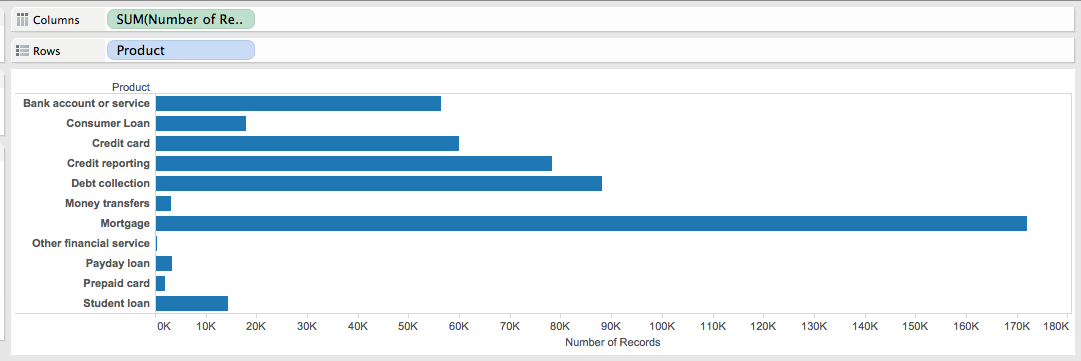 Columns SUM(Number of Re..
Rows Product
Product
Bank account or service
Consumer Loan
Credit card
Credit reporting
Debt collection
Money transfers
Mortgage
Other financial service
Payday loan
Prepaid card
Student loan
0K 10K 20K 30K 40K 50K 60K 70K 80K 90K 100K 110K 120K 130K 140K 150K 160K 170K 180K
Number of Records